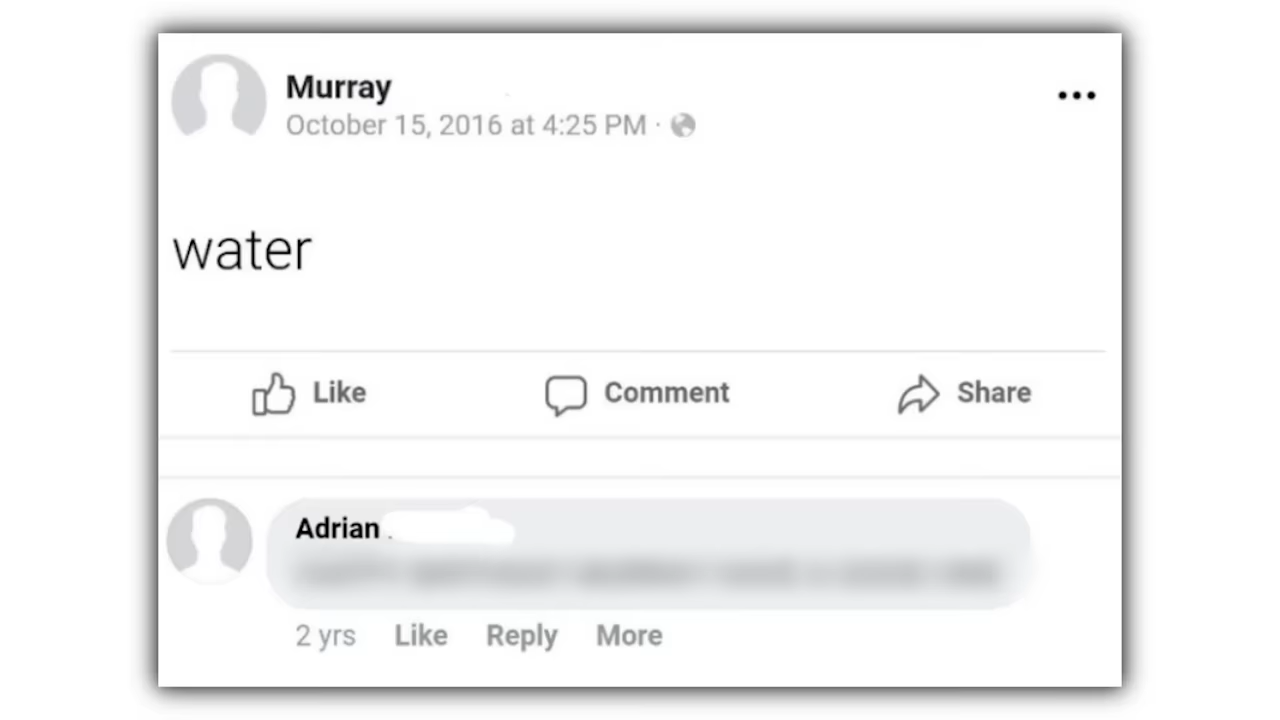 Murray
October 15, 2016 at 4:25 PM ·
water
Like Comment Share
Adrian
2 yrs Like Reply More